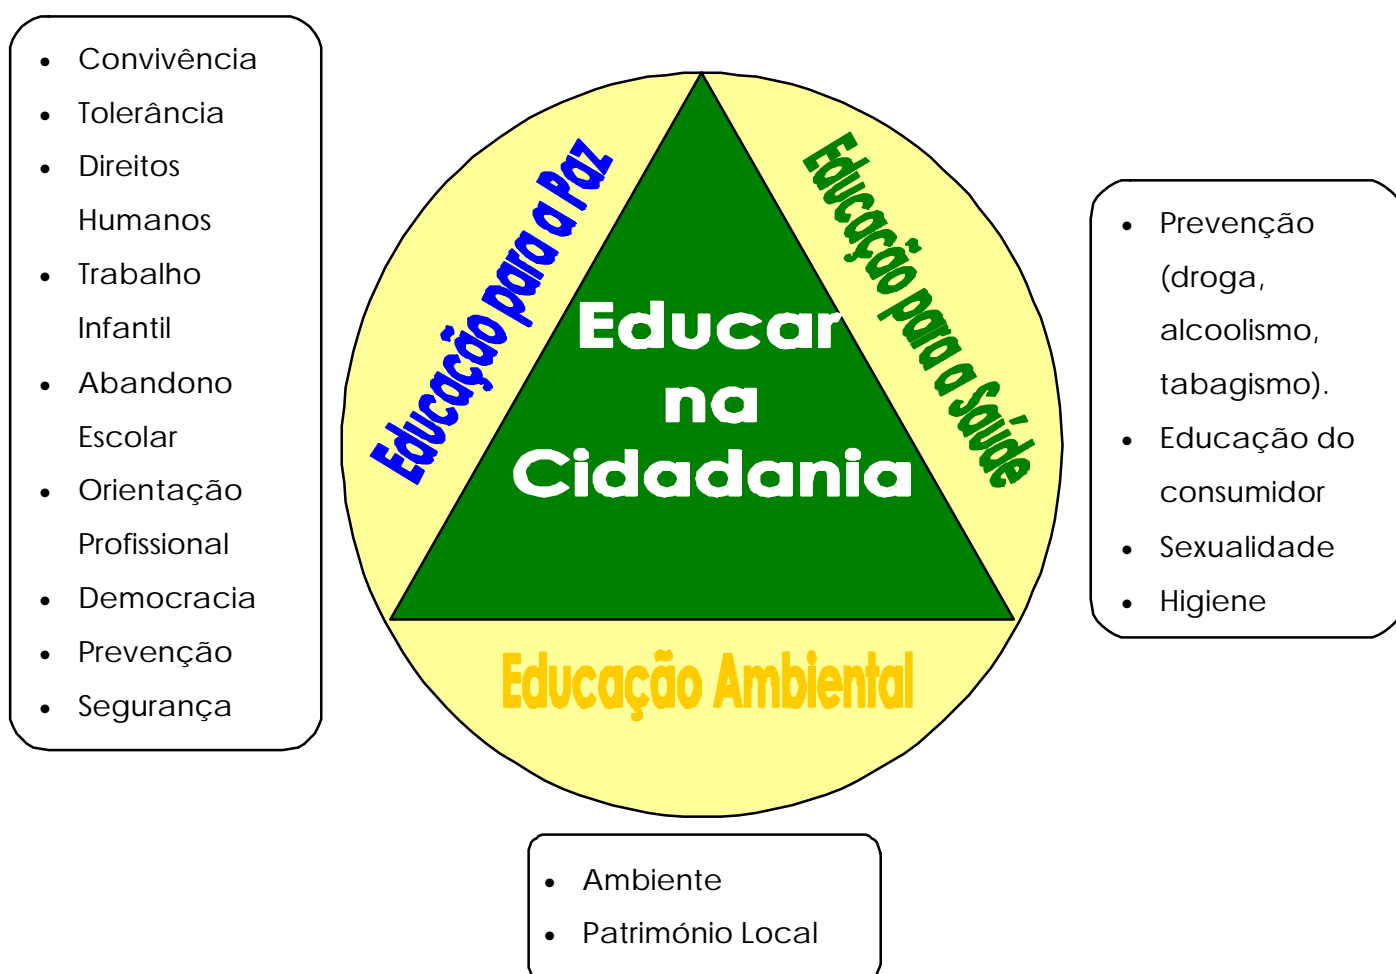 • Convivência
• Tolerância
• Direitos
Humanos
• Trabalho
Infantil
• Abandono
Escolar
• Orientação
Profissional
• Democracia
• Prevenção
• Segurança
Educação para a Paz
Educar
na
Cidadania
Educação para a Saúde
Educação Ambiental
• Prevenção
(droga,
alcoolismo,
tabagismo).
• Educação do
consumidor
• Sexualidade
• Higiene
• Ambiente
• Património Local